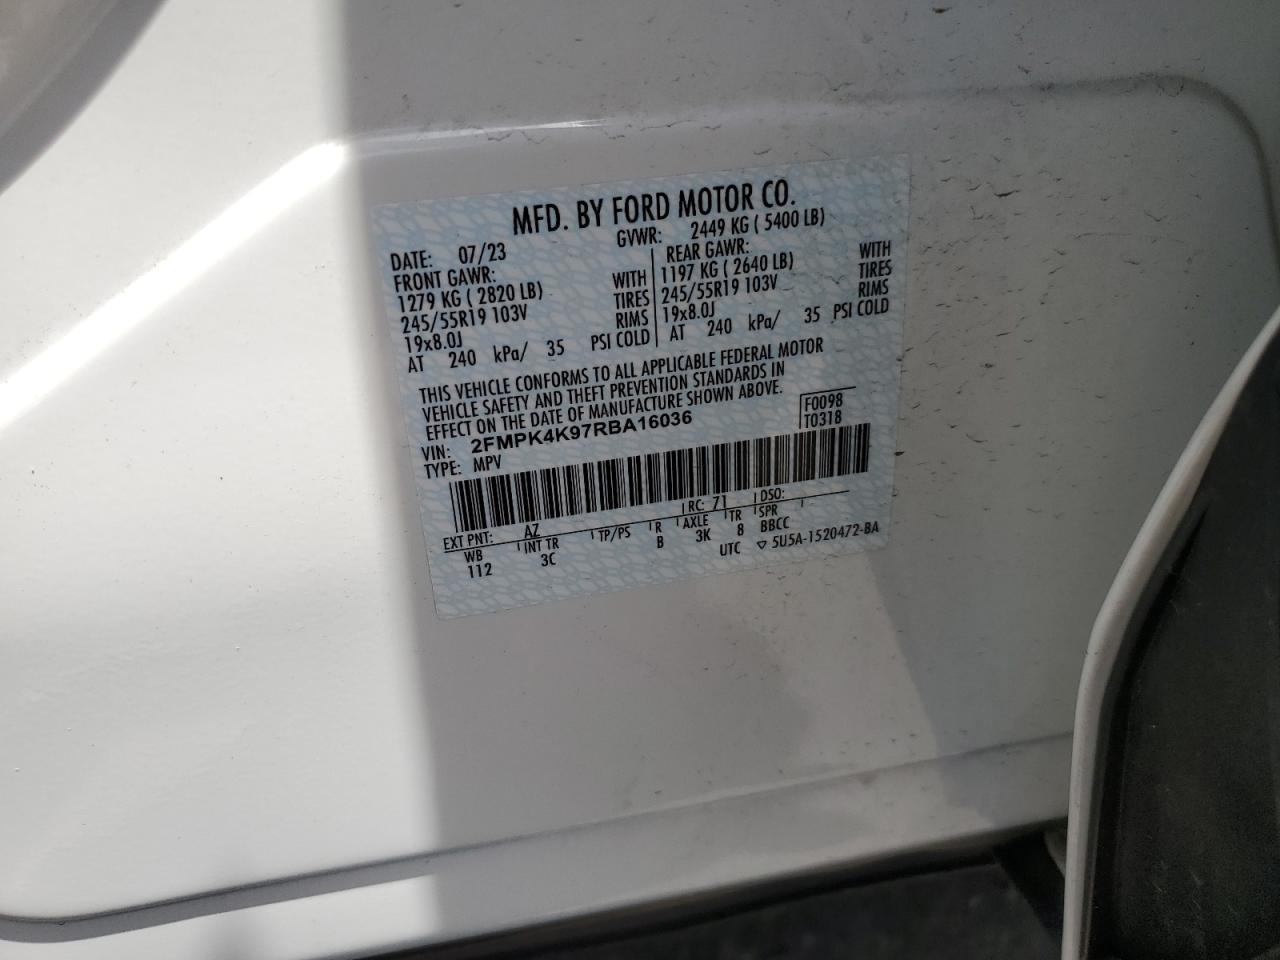 MFD. BY FORD MOTOR CO.
DATE: 07/23 GVWR: 2449 KG ( 5400 LB)
FRONT GAWR: REAR GAWR:
1279 KG ( 2820 LB) WITH 1197 KG ( 2640 LB) WITH
245/55R19 103V TIRES 245/55R19 103V TIRES
19x8.0J RIMS 19x8.0J RIMS
AT 240 kPa/ 35 PSI COLD AT 240 kPa/ 35 PSI COLD
THIS VEHICLE CONFORMS TO ALL APPLICABLE FEDERAL MOTOR
VEHICLE SAFETY AND THEFT PREVENTION STANDARDS IN
EFFECT ON THE DATE OF MANUFACTURE SHOWN ABOVE.
VIN: 2FMPK4K97RBA16036 F0098
TYPE: MPV T0318
EXT PNT: AZ RC: 71 DSO:
WB INT TR TP/PS R AXLE TR SPR
112 3C B 3K 8 BBCC
UTC ▽ 5U5A-1520472-BA